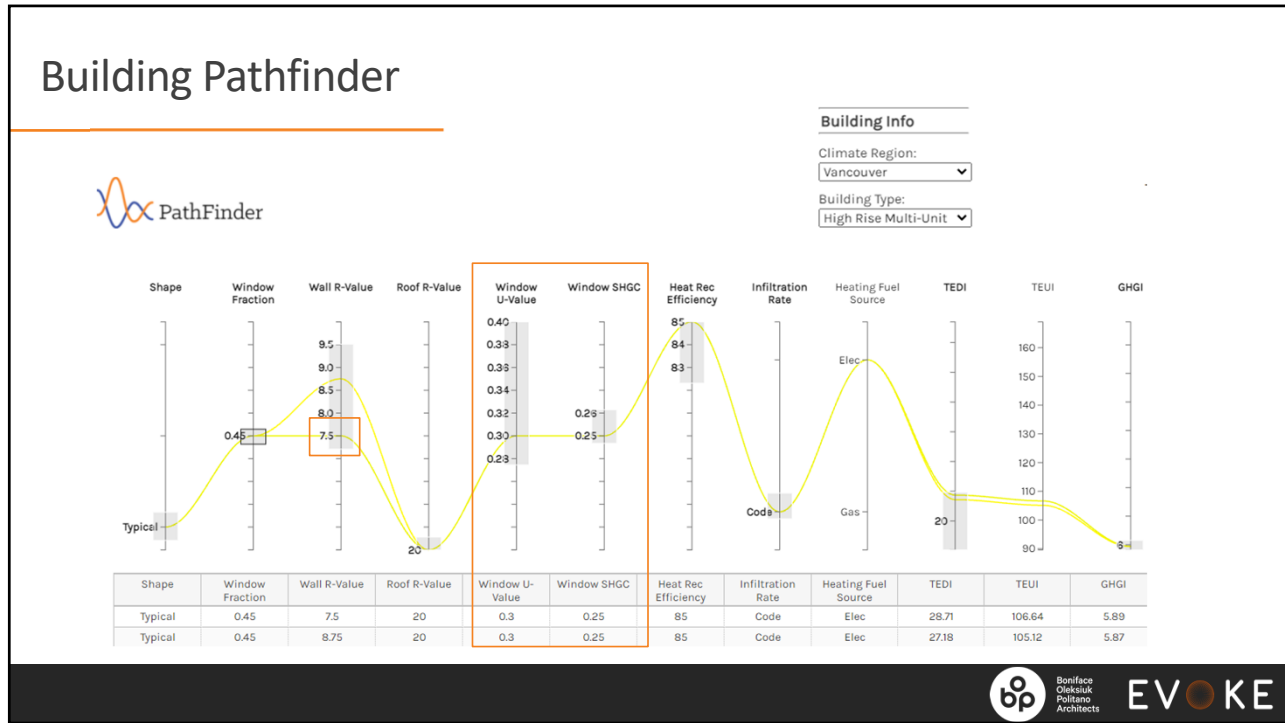 Building Pathfinder
Building Info
Climate Region:
Vancouver
Building Type:
High Rise Multi-Unit
PathFinder
Shape Window Fraction Wall R-Value Roof R-Value Window U-Value Window SHGC Heat Rec Efficiency Infiltration Rate Heating Fuel Source TEDI TEUI GHGI
Typical
0.45
9.5
9.0
8.5
8.0
7.5
20
0.40
0.38
0.36
0.34
0.32
0.30
0.28
0.26
0.25
85
84
83
Code
Elec
Gas
20
160
150
140
130
120
110
100
90
6
Shape Window Fraction Wall R-Value Roof R-Value Window U-Value Window SHGC Heat Rec Efficiency Infiltration Rate Heating Fuel Source TEDI TEUI GHGI
Typical 0.45 7.5 20 0.3 0.25 85 Code Elec 28.71 106.64 5.89
Typical 0.45 8.75 20 0.3 0.25 85 Code Elec 27.18 105.12 5.87
bp
Boniface
Oleksiuk
Politano
Architects
EVOKE